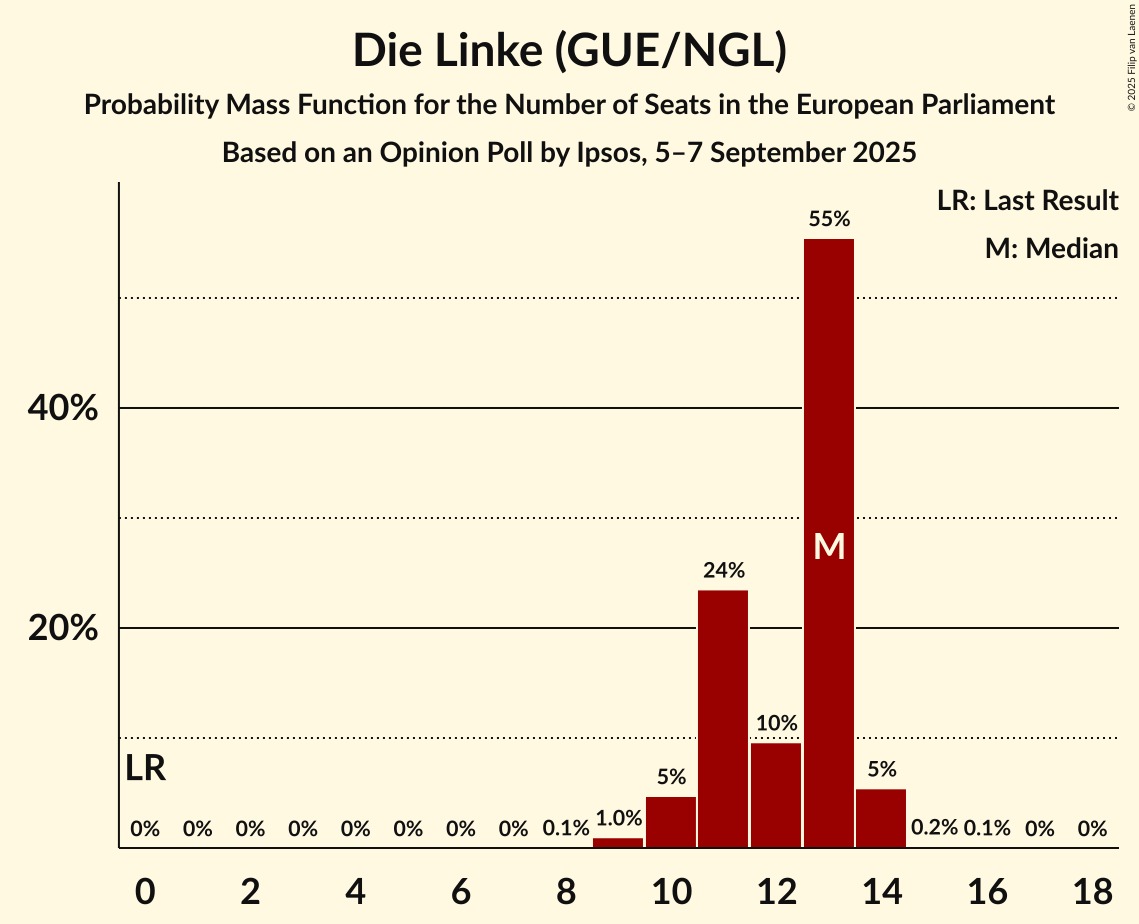 Die Linke (GUE/NGL)
Probability Mass Function for the Number of Seats in the European Parliament
Based on an Opinion Poll by Ipsos, 5–7 September 2025
© 2025 Filip van Laenen
LR: Last Result
M: Median
55%
40%
M
24%
20%
10%
LR
5%
5%
0% 0% 0% 0% 0% 0% 0% 0% 0.1% 1.0% 0.2% 0.1% 0% 0%
0 2 4 6 8 10 12 14 16 18